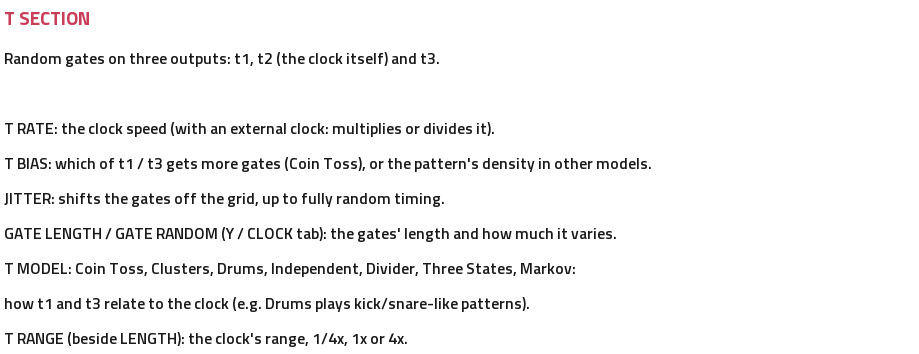 T SECTION
Random gates on three outputs: t1, t2 (the clock itself) and t3.
T RATE: the clock speed (with an external clock: multiplies or divides it).
T BIAS: which of t1 / t3 gets more gates (Coin Toss), or the pattern's density in other models.
JITTER: shifts the gates off the grid, up to fully random timing.
GATE LENGTH / GATE RANDOM (Y / CLOCK tab): the gates' length and how much it varies.
T MODEL: Coin Toss, Clusters, Drums, Independent, Divider, Three States, Markov:
how t1 and t3 relate to the clock (e.g. Drums plays kick/snare-like patterns).
T RANGE (beside LENGTH): the clock's range, 1/4x, 1x or 4x.